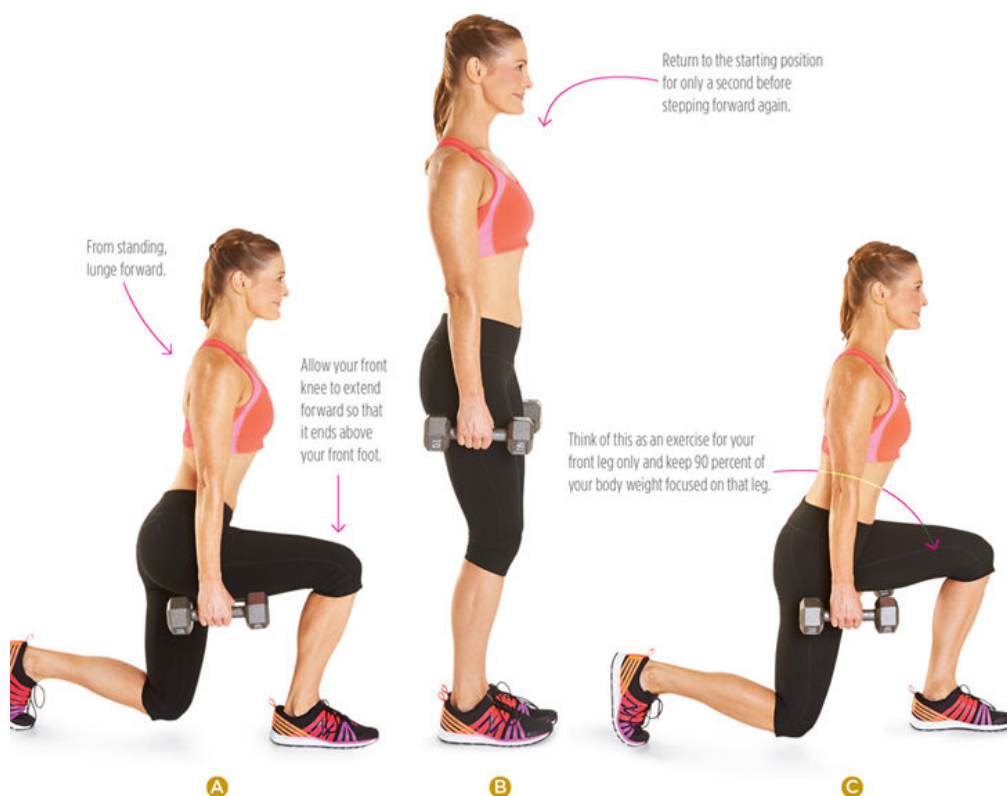 Return to the starting position
for only a second before
stepping forward again.
From standing,
lunge forward.
Allow your front
knee to extend
forward so that
it ends above
your front foot.
Think of this as an exercise for your
front leg only and keep 90 percent of
your body weight focused on that leg.
10
A
B
C